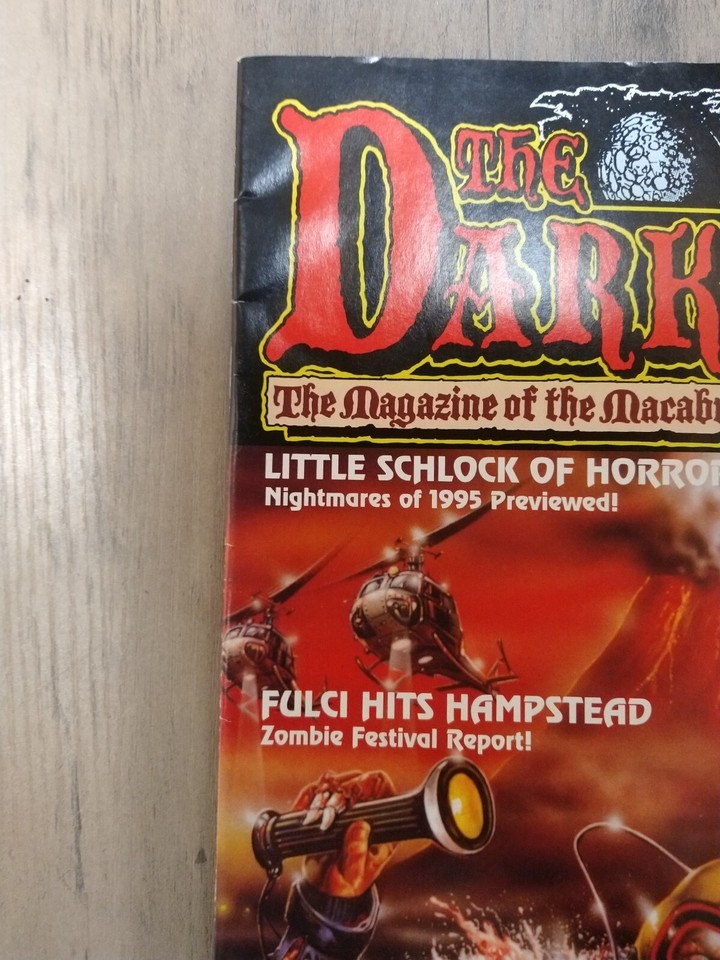 THE
DARK
The Magazine of the Macab
LITTLE SCHLOCK OF HORRO
Nightmares of 1995 Previewed!
FULCI HITS HAMPSTEAD
Zombie Festival Report!